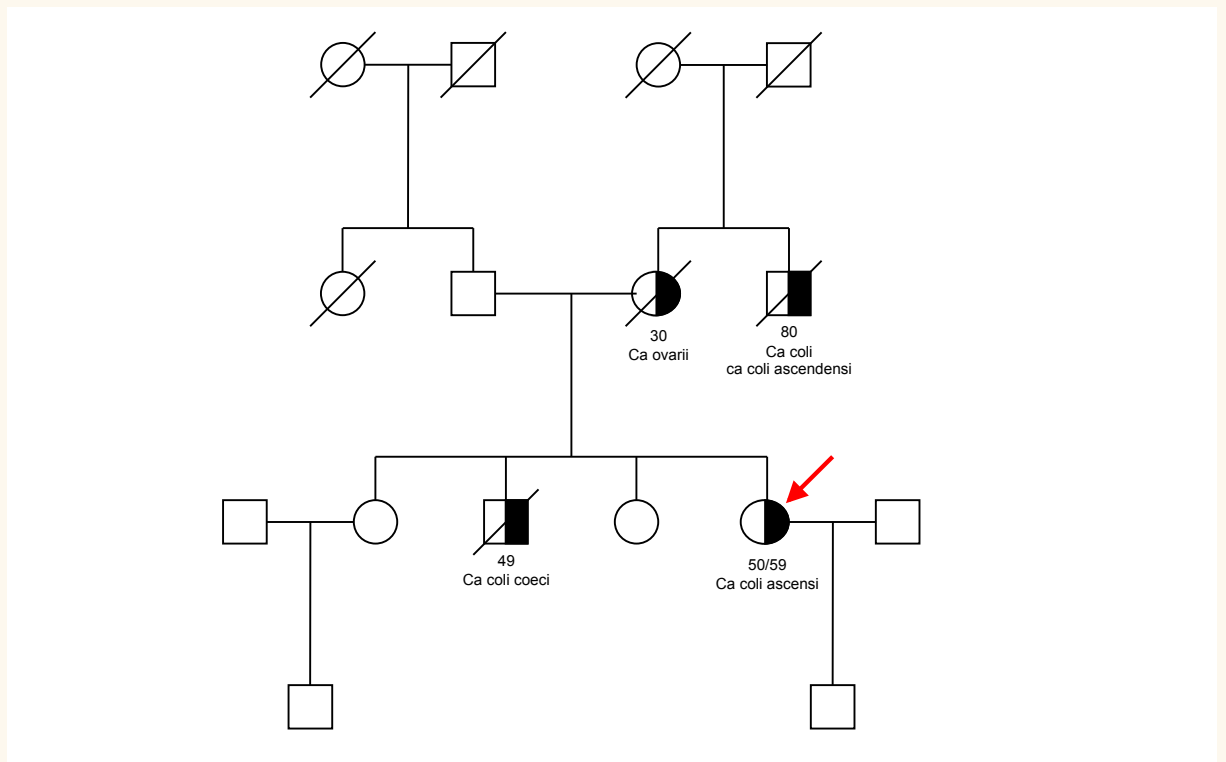 30
Ca ovarii
80
Ca coli
ca coli ascendensi
49
Ca coli coeci
50/59
Ca coli ascensi